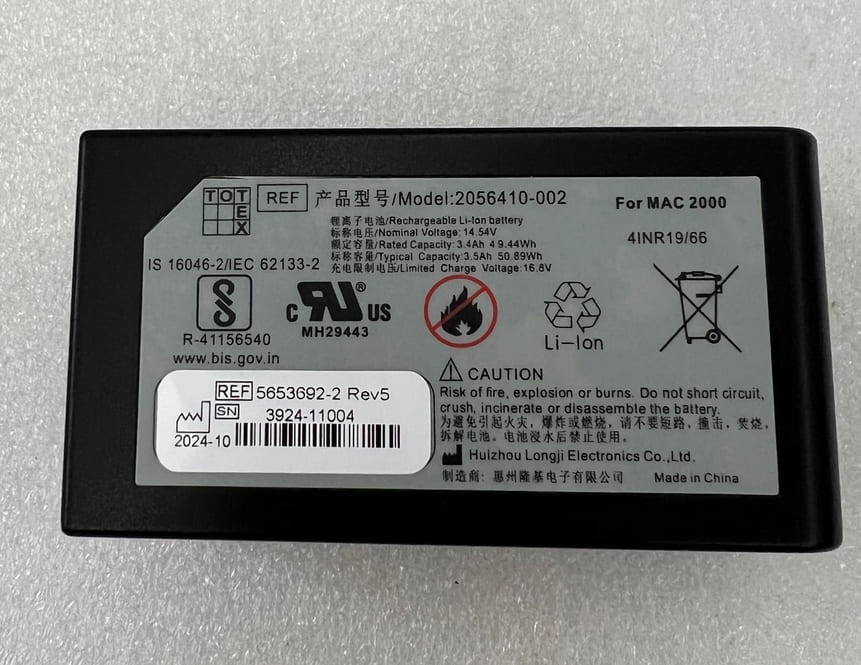 TOTEX
REF 产品型号/Model:2056410-002
For MAC 2000
锂离子电池/Rechargeable Li-Ion battery
标称电压/Nominal Voltage: 14.54V
额定容量/Rated Capacity: 3.4Ah 49.44Wh
标称容量/Typical Capacity: 3.5Ah 50.89Wh
充电限制电压/Limited Charge Voltage: 16.8V
4INR19/66
IS 16046-2/IEC 62133-2
R-41156540
www.bis.gov.in
C RU® US
MH29443
Li-Ion
CAUTION
Risk of fire, explosion or burns. Do not short circuit,
crush, incinerate or disassemble the battery.
为避免引起火灾，爆炸或燃烧，请不要短路，撞击，焚烧，
拆解电池。电池浸水后禁止使用。
Huizhou Longji Electronics Co.,Ltd.
制造商: 惠州隆基电子有限公司 Made in China
REF 5653692-2 Rev5
SN 3924-11004
2024-10